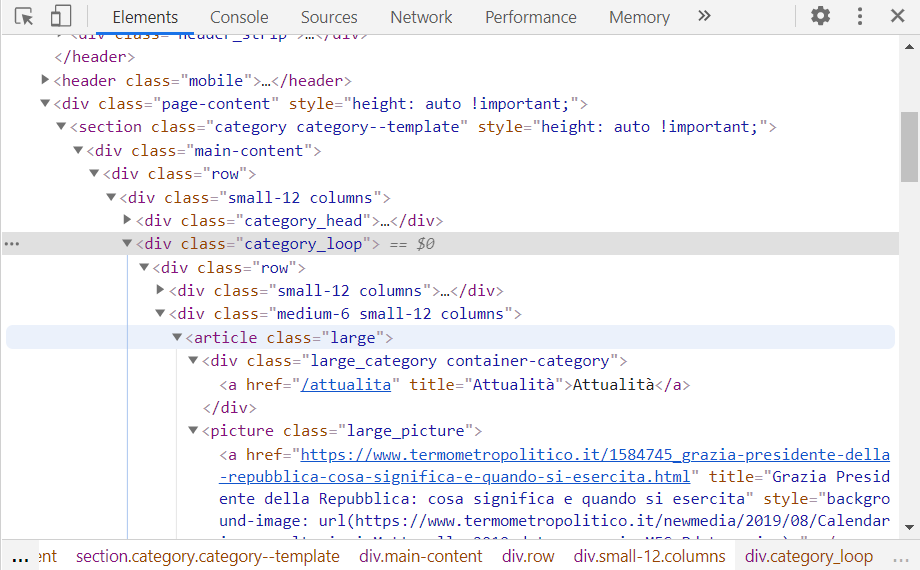 Elements Console Sources Network Performance Memory »
<div class="header_strip">…</div>
</header>
<header class="mobile">…</header>
<div class="page-content" style="height: auto !important;">
<section class="category category--template" style="height: auto !important;">
<div class="main-content">
<div class="row">
<div class="small-12 columns">
<div class="category_head">…</div>
<div class="category_loop"> == $0
<div class="row">
<div class="small-12 columns">…</div>
<div class="medium-6 small-12 columns">
<article class="large">
<div class="large_category container-category">
<a href="/attualita" title="Attualità">Attualità</a>
</div>
<picture class="large_picture">
<a href="https://www.termometropolitico.it/1584745_grazia-presidente-della
-repubblica-cosa-significa-e-quando-si-esercita.html" title="Grazia Presid
ente della Repubblica: cosa significa e quando si esercita" style="backgro
und-image: url(https://www.termometropolitico.it/newmedia/2019/08/Calendar
... ent section.category.category--template div.main-content div.row div.small-12.columns div.category_loop ...